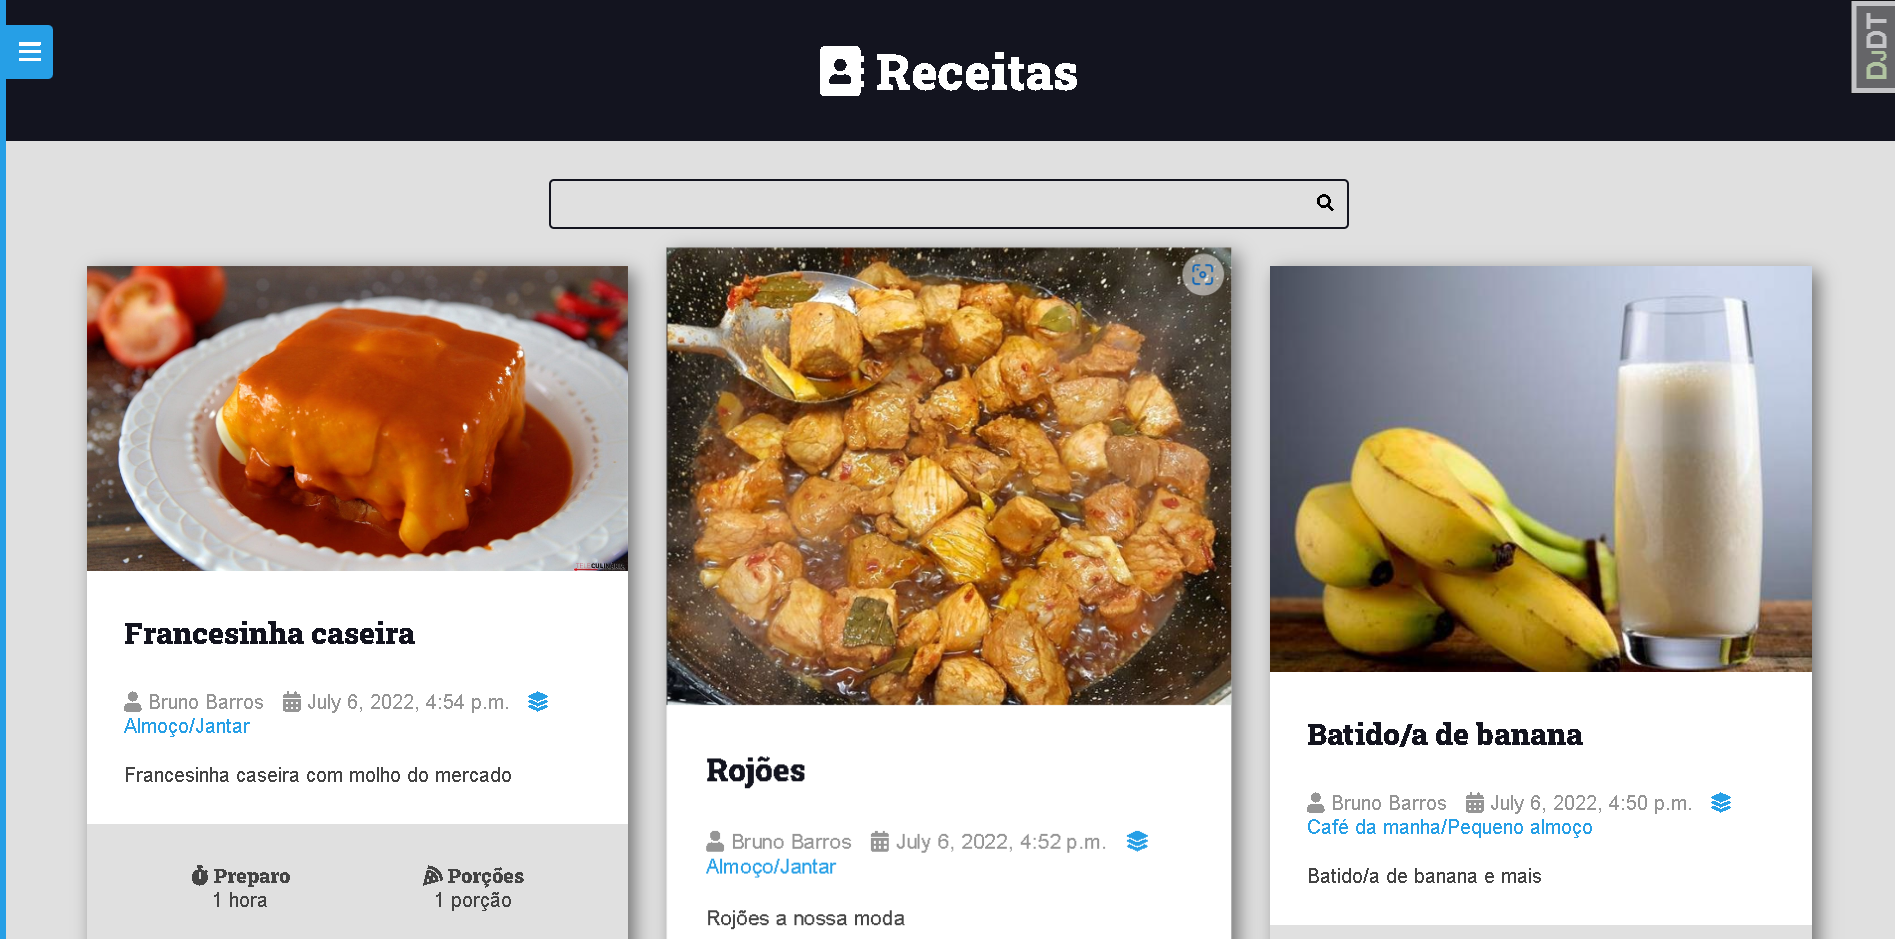 Receitas
DJDT
TELECULINÁRIA
Francesinha caseira
Bruno Barros July 6, 2022, 4:54 p.m.
Almoço/Jantar
Francesinha caseira com molho do mercado
Preparo Porções
1 hora 1 porção
Rojões
Bruno Barros July 6, 2022, 4:52 p.m.
Almoço/Jantar
Rojões a nossa moda
Batido/a de banana
Bruno Barros July 6, 2022, 4:50 p.m.
Café da manha/Pequeno almoço
Batido/a de banana e mais